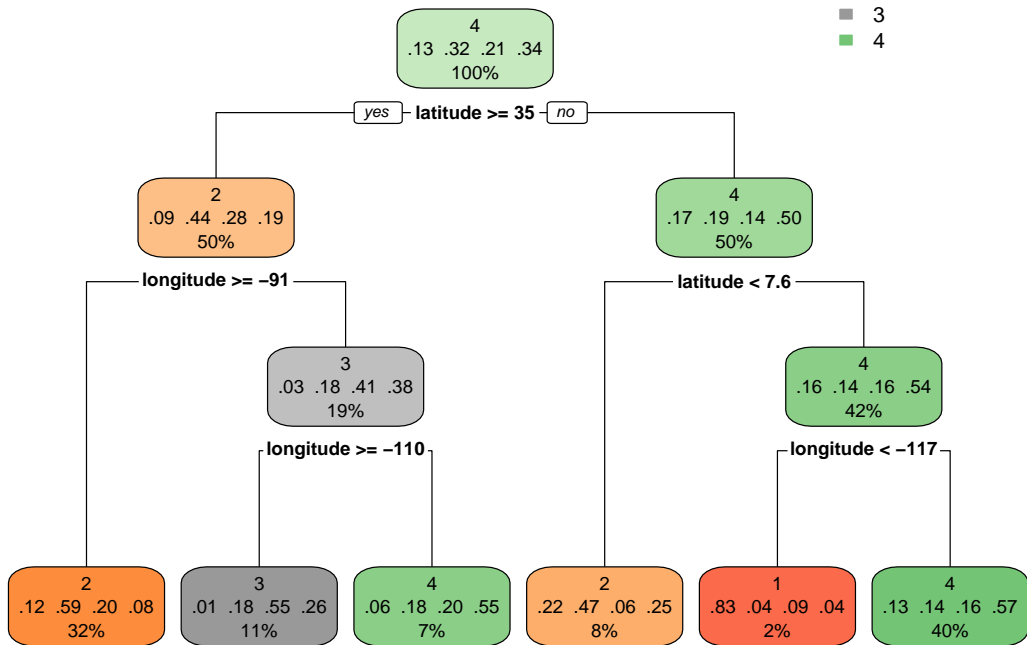 3
4
4
.13 .32 .21 .34
100%
yes latitude >= 35 no
2
.09 .44 .28 .19
50%
4
.17 .19 .14 .50
50%
longitude >= −91
latitude < 7.6
3
.03 .18 .41 .38
19%
4
.16 .14 .16 .54
42%
longitude >= −110
longitude < −117
2
.12 .59 .20 .08
32%
3
.01 .18 .55 .26
11%
4
.06 .18 .20 .55
7%
2
.22 .47 .06 .25
8%
1
.83 .04 .09 .04
2%
4
.13 .14 .16 .57
40%